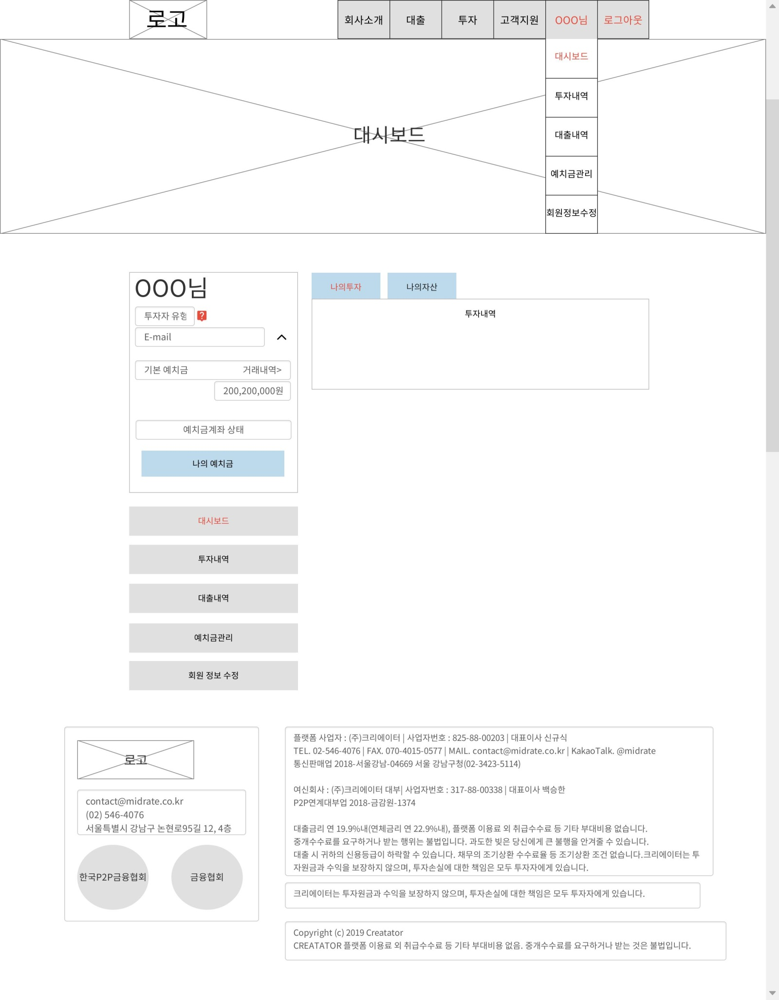 로고
회사소개
대출
투자
고객지원
OOO님
로그아웃
대시보드
투자내역
대출내역
예치금관리
회원정보수정
대시보드
OOO님
투자자 유형
?
E-mail
기본 예치금 거래내역>
200,200,000원
예치금계좌 상태
나의 예치금
나의투자
나의자산
투자내역
대시보드
투자내역
대출내역
예치금관리
회원 정보 수정
로고
contact@midrate.co.kr
(02) 546-4076
서울특별시 강남구 논현로95길 12, 4층
한국P2P금융협회
금융협회
플랫폼 사업자 : (주)크리에이터 | 사업자번호 : 825-88-00203 | 대표이사 신규식
TEL. 02-546-4076 | FAX. 070-4015-0577 | MAIL. contact@midrate.co.kr | KakaoTalk. @midrate
통신판매업 2018-서울강남-04669 서울 강남구청(02-3423-5114)
여신회사 : (주)크리에이터 대부| 사업자번호 : 317-88-00338 | 대표이사 백승한
P2P연계대부업 2018-금감원-1374
대출금리 연 19.9%내(연체금리 연 22.9%내), 플랫폼 이용료 외 취급수수료 등 기타 부대비용 없습니다.
중개수수료를 요구하거나 받는 행위는 불법입니다. 과도한 빚은 당신에게 큰 불행을 안겨줄 수 있습니다.
대출 시 귀하의 신용등급이 하락할 수 있습니다. 채무의 조기상환 수수료율 등 조기상환 조건 없습니다.크리에이터는 투
자원금과 수익을 보장하지 않으며, 투자손실에 대한 책임은 모두 투자자에게 있습니다.
크리에이터는 투자원금과 수익을 보장하지 않으며, 투자손실에 대한 책임은 모두 투자자에게 있습니다.
Copyright (c) 2019 Creatator
CREATATOR 플랫폼 이용료 외 취급수수료 등 기타 부대비용 없음. 중개수수료를 요구하거나 받는 것은 불법입니다.